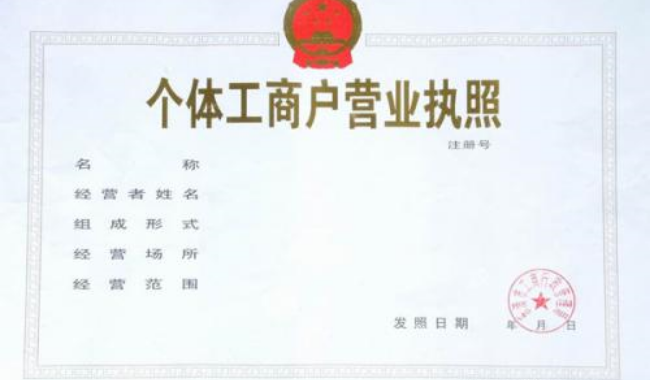 个体工商户营业执照
注册号
名称
经营者姓名
组成形式
经营场所
经营范围
发照日期 年 月 日